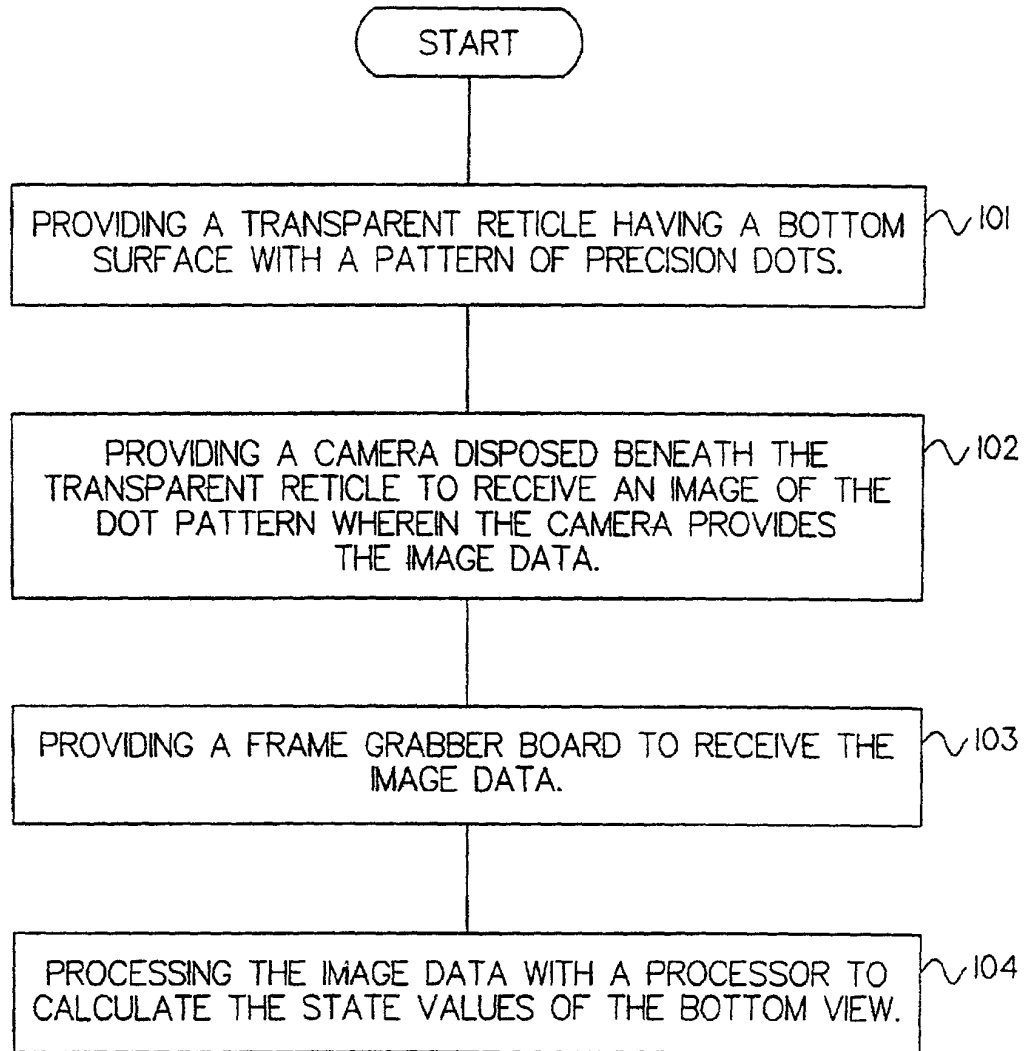 START
PROVIDING A TRANSPARENT RETICLE HAVING A BOTTOM
SURFACE WITH A PATTERN OF PRECISION DOTS.
101
PROVIDING A CAMERA DISPOSED BENEATH THE
TRANSPARENT RETICLE TO RECEIVE AN IMAGE OF THE
DOT PATTERN WHEREIN THE CAMERA PROVIDES
THE IMAGE DATA.
102
PROVIDING A FRAME GRABBER BOARD TO RECEIVE THE
IMAGE DATA.
103
PROCESSING THE IMAGE DATA WITH A PROCESSOR TO
CALCULATE THE STATE VALUES OF THE BOTTOM VIEW.
104